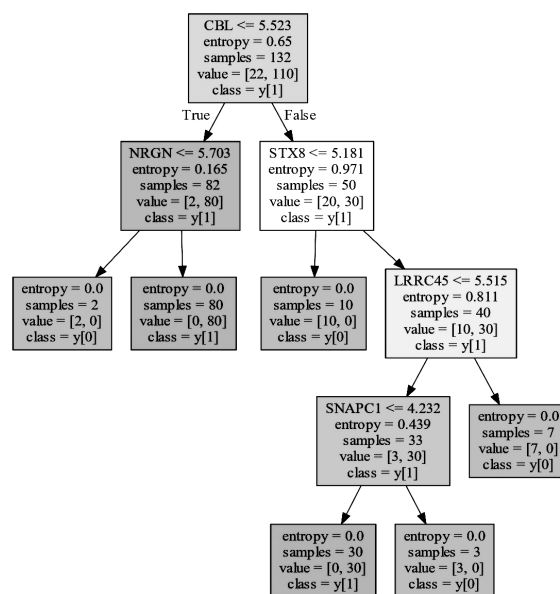 CBL <= 5.523
entropy = 0.65
samples = 132
value = [22, 110]
class = y[1]
True
False
NRGN <= 5.703
entropy = 0.165
samples = 82
value = [2, 80]
class = y[1]
STX8 <= 5.181
entropy = 0.971
samples = 50
value = [20, 30]
class = y[1]
entropy = 0.0
samples = 2
value = [2, 0]
class = y[0]
entropy = 0.0
samples = 80
value = [0, 80]
class = y[1]
entropy = 0.0
samples = 10
value = [10, 0]
class = y[0]
LRRC45 <= 5.515
entropy = 0.811
samples = 40
value = [10, 30]
class = y[1]
SNAPC1 <= 4.232
entropy = 0.439
samples = 33
value = [3, 30]
class = y[1]
entropy = 0.0
samples = 7
value = [7, 0]
class = y[0]
entropy = 0.0
samples = 30
value = [0, 30]
class = y[1]
entropy = 0.0
samples = 3
value = [3, 0]
class = y[0]